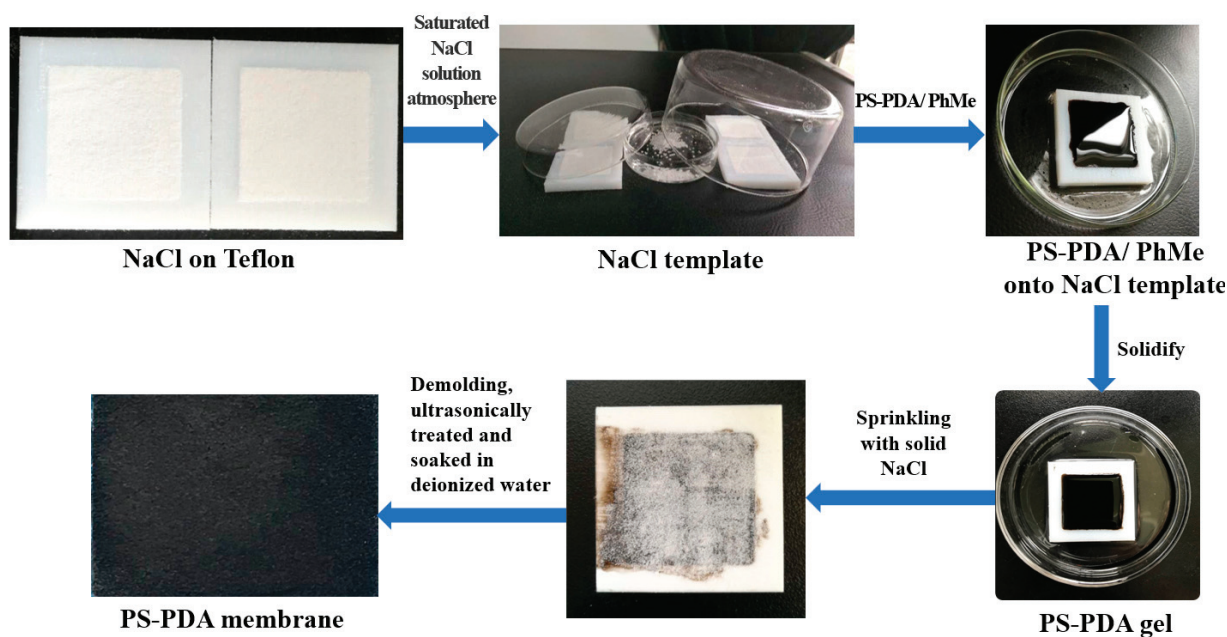 Saturated
NaCl
solution
atmosphere
PS-PDA/ PhMe
NaCl on Teflon
NaCl template
PS-PDA/ PhMe
onto NaCl template
Solidify
Sprinkling
with solid
NaCl
Demolding,
ultrasonically
treated and
soaked in
deionized water
PS-PDA membrane
PS-PDA gel